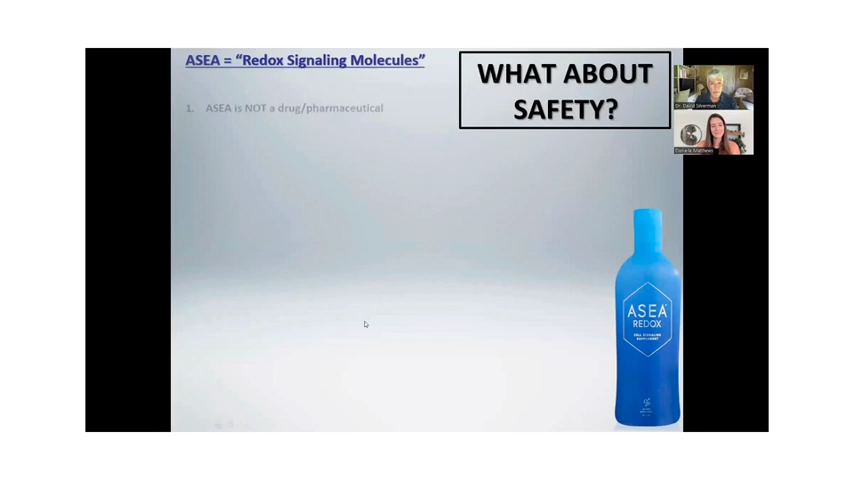 ASEA = “Redox Signaling Molecules”
WHAT ABOUT
SAFETY?
1. ASEA is NOT a drug/pharmaceutical
Dr. David Silverman
Danielle Matthews
ASEA
REDOX
CELL SIGNALING
SUPPLEMENT